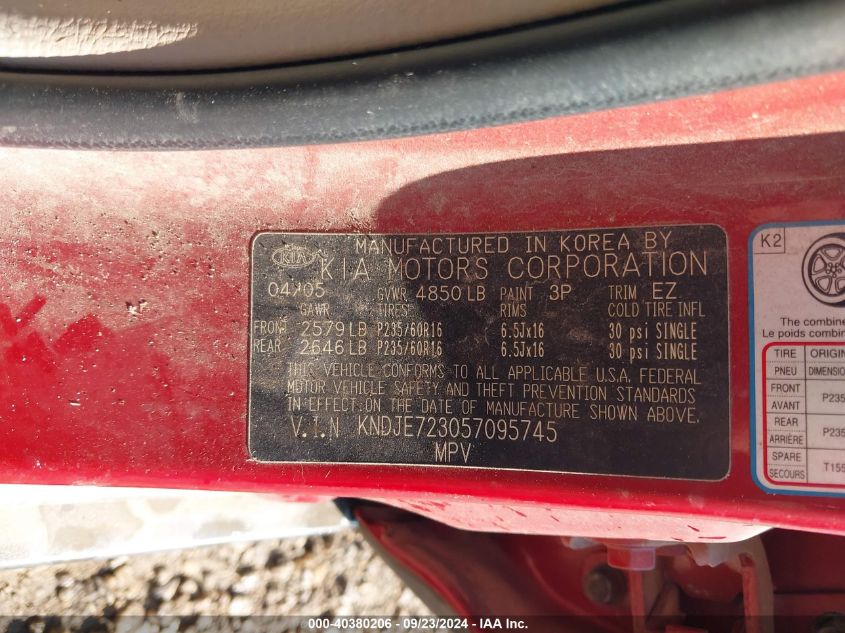 MANUFACTURED IN KOREA BY
KIA KIA MOTORS CORPORATION
04/05 GVWR 4850 LB PAINT 3P TRIM EZ
GAWR TIRES RIMS COLD TIRE INFL
FRONT 2579 LB P235/60R16 6.5Jx16 30 psi SINGLE
REAR 2646 LB P235/60R16 6.5Jx16 30 psi SINGLE
THIS VEHICLE CONFORMS TO ALL APPLICABLE U.S.A. FEDERAL
MOTOR VEHICLE SAFETY AND THEFT PREVENTION STANDARDS
IN EFFECT ON THE DATE OF MANUFACTURE SHOWN ABOVE.
V.I.N KNDJE723057095745
MPV
K2
The combine
Le poids combin
TIRE ORIGIN
PNEU DIMENSION
FRONT
AVANT P235
REAR
ARRIÈRE P235
SPARE
SECOURS T155
000-40380206 - 09/23/2024 - IAA Inc.